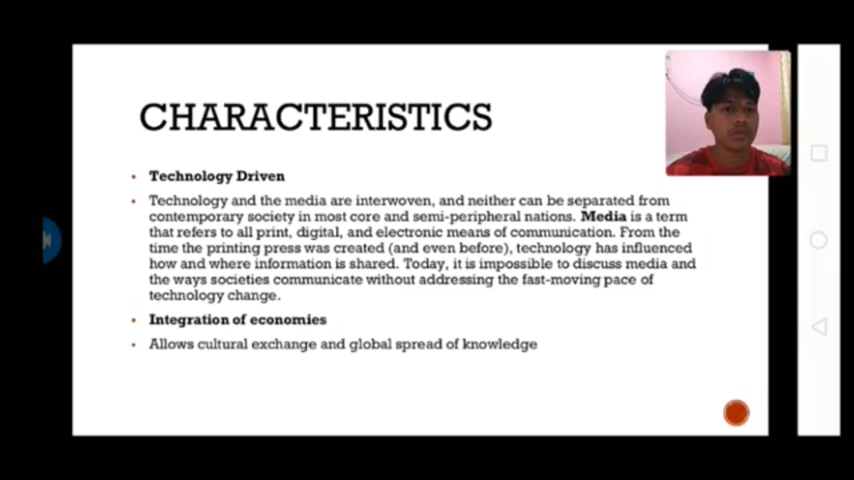 CHARACTERISTICS
Technology Driven
Technology and the media are interwoven, and neither can be separated from
contemporary society in most core and semi-peripheral nations. Media is a term
that refers to all print, digital, and electronic means of communication. From the
time the printing press was created (and even before), technology has influenced
how and where information is shared. Today, it is impossible to discuss media and
the ways societies communicate without addressing the fast-moving pace of
technology change.
Integration of economies
Allows cultural exchange and global spread of knowledge